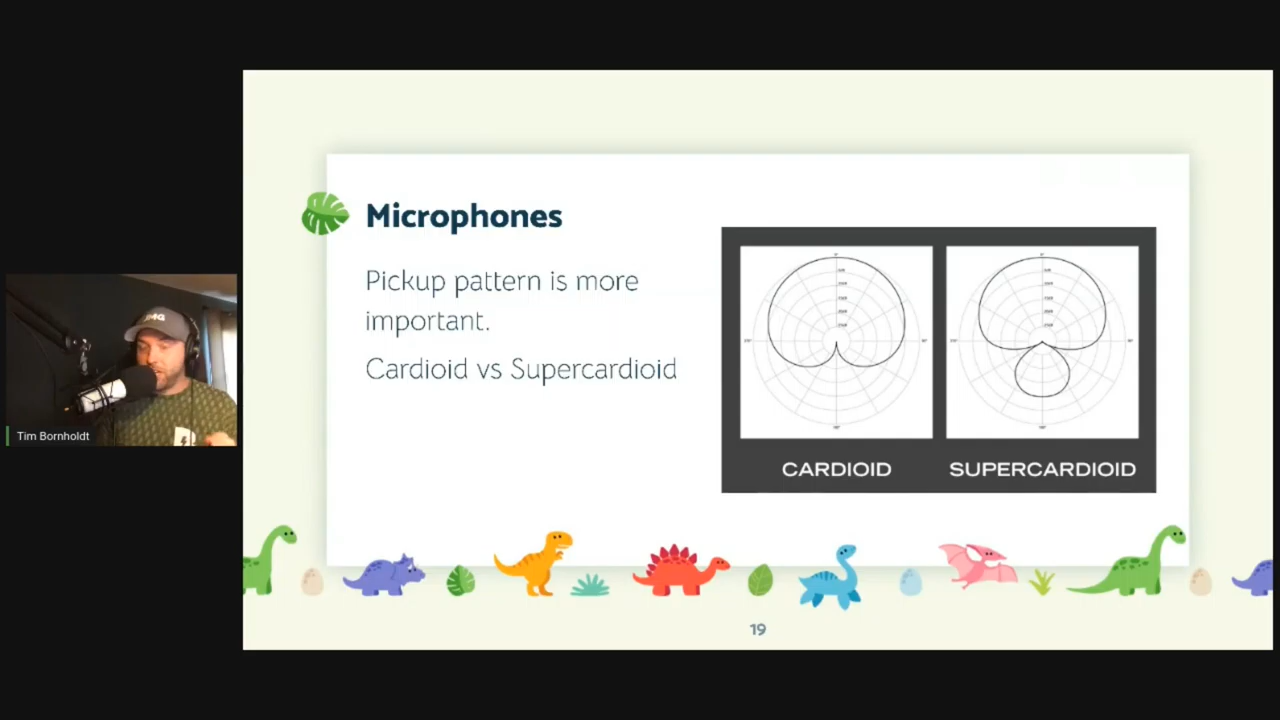 Microphones
Pickup pattern is more
important.
Cardioid vs Supercardioid
CARDIOID
SUPERCARDIOID
Tim Bornholdt
19